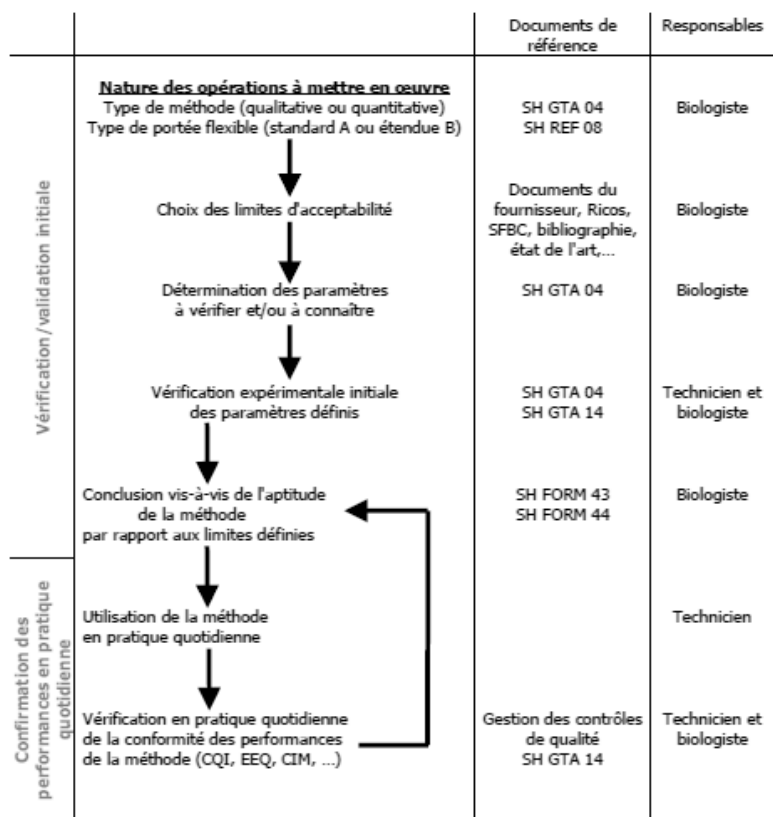 Documents de
référence
Responsables
Vérification/validation initiale
Nature des opérations à mettre en œuvre
Type de méthode (qualitative ou quantitative)
Type de portée flexible (standard A ou étendue B)
SH GTA 04
SH REF 08
Biologiste
Choix des limites d'acceptabilité
Documents du
fournisseur, Ricos,
SFBC, bibliographie,
état de l'art,...
Biologiste
Détermination des paramètres
à vérifier et/ou à connaître
SH GTA 04
Biologiste
Vérification expérimentale initiale
des paramètres définis
SH GTA 04
SH GTA 14
Technicien et
biologiste
Conclusion vis-à-vis de l'aptitude
de la méthode
par rapport aux limites définies
SH FORM 43
SH FORM 44
Biologiste
Confirmation des
performances en pratique
quotidienne
Utilisation de la méthode
en pratique quotidienne
Technicien
Vérification en pratique quotidienne
de la conformité des performances
de la méthode (CQI, EEQ, CIM, ...)
Gestion des contrôles
de qualité
SH GTA 14
Technicien et
biologiste